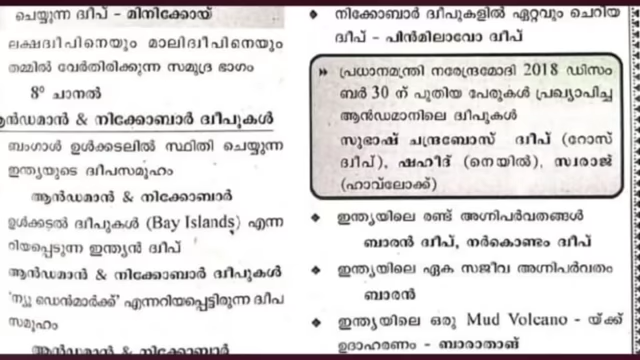 ചെയ്യുന്ന ദ്വീപ് - മിനിക്കോയ്
ലക്ഷദ്വീപിനെയും മാലിദ്വീപിനെയും
തമ്മിൽ വേർതിരിക്കുന്ന സമുദ്ര ഭാഗം
8° ചാനൽ
ആൻഡമാൻ & നിക്കോബാർ ദ്വീപുകൾ
ബംഗാൾ ഉൾക്കടലിൽ സ്ഥിതി ചെയ്യുന്ന
ഇന്ത്യയുടെ ദ്വീപസമൂഹം
ആൻഡമാൻ & നിക്കോബാർ
ഉൾക്കടൽ ദ്വീപുകൾ (Bay Islands) എന്ന
റിയപ്പെടുന്ന ഇന്ത്യൻ ദ്വീപ്
ആൻഡമാൻ & നിക്കോബാർ ദ്വീപുകൾ
'ന്യൂ ഡെൻമാർക്ക്' എന്നറിയപ്പെട്ടിരുന്ന ദ്വീപ
സമൂഹം
ആൻഡമാൻ & നിക്കോബാർ
❖ നിക്കോബാർ ദ്വീപുകളിൽ ഏറ്റവും ചെറിയ
ദ്വീപ് - പിൻമിലാവോ ദ്വീപ്
» പ്രധാനമന്ത്രി നരേന്ദ്രമോദി 2018 ഡിസം
ബർ 30 ന് പുതിയ പേരുകൾ പ്രഖ്യാപിച്ച
ആൻഡമാനിലെ ദ്വീപുകൾ
സുഭാഷ് ചന്ദ്രബോസ് ദ്വീപ് (റോസ്
ദ്വീപ്), ഷഹീദ് (നെയിൽ), സ്വരാജ്
(ഹാവ്‌ലോക്ക്)
❖ ഇന്ത്യയിലെ രണ്ട് അഗ്നിപർവതങ്ങൾ
ബാരൻ ദ്വീപ്, നർകൊണ്ടം ദ്വീപ്
❖ ഇന്ത്യയിലെ ഏക സജീവ അഗ്നിപർവതം
ബാരൻ
❖ ഇന്ത്യയിലെ ഒരു Mud Volcano - യ്ക്ക്
ഉദാഹരണം - ബാരാതാങ്